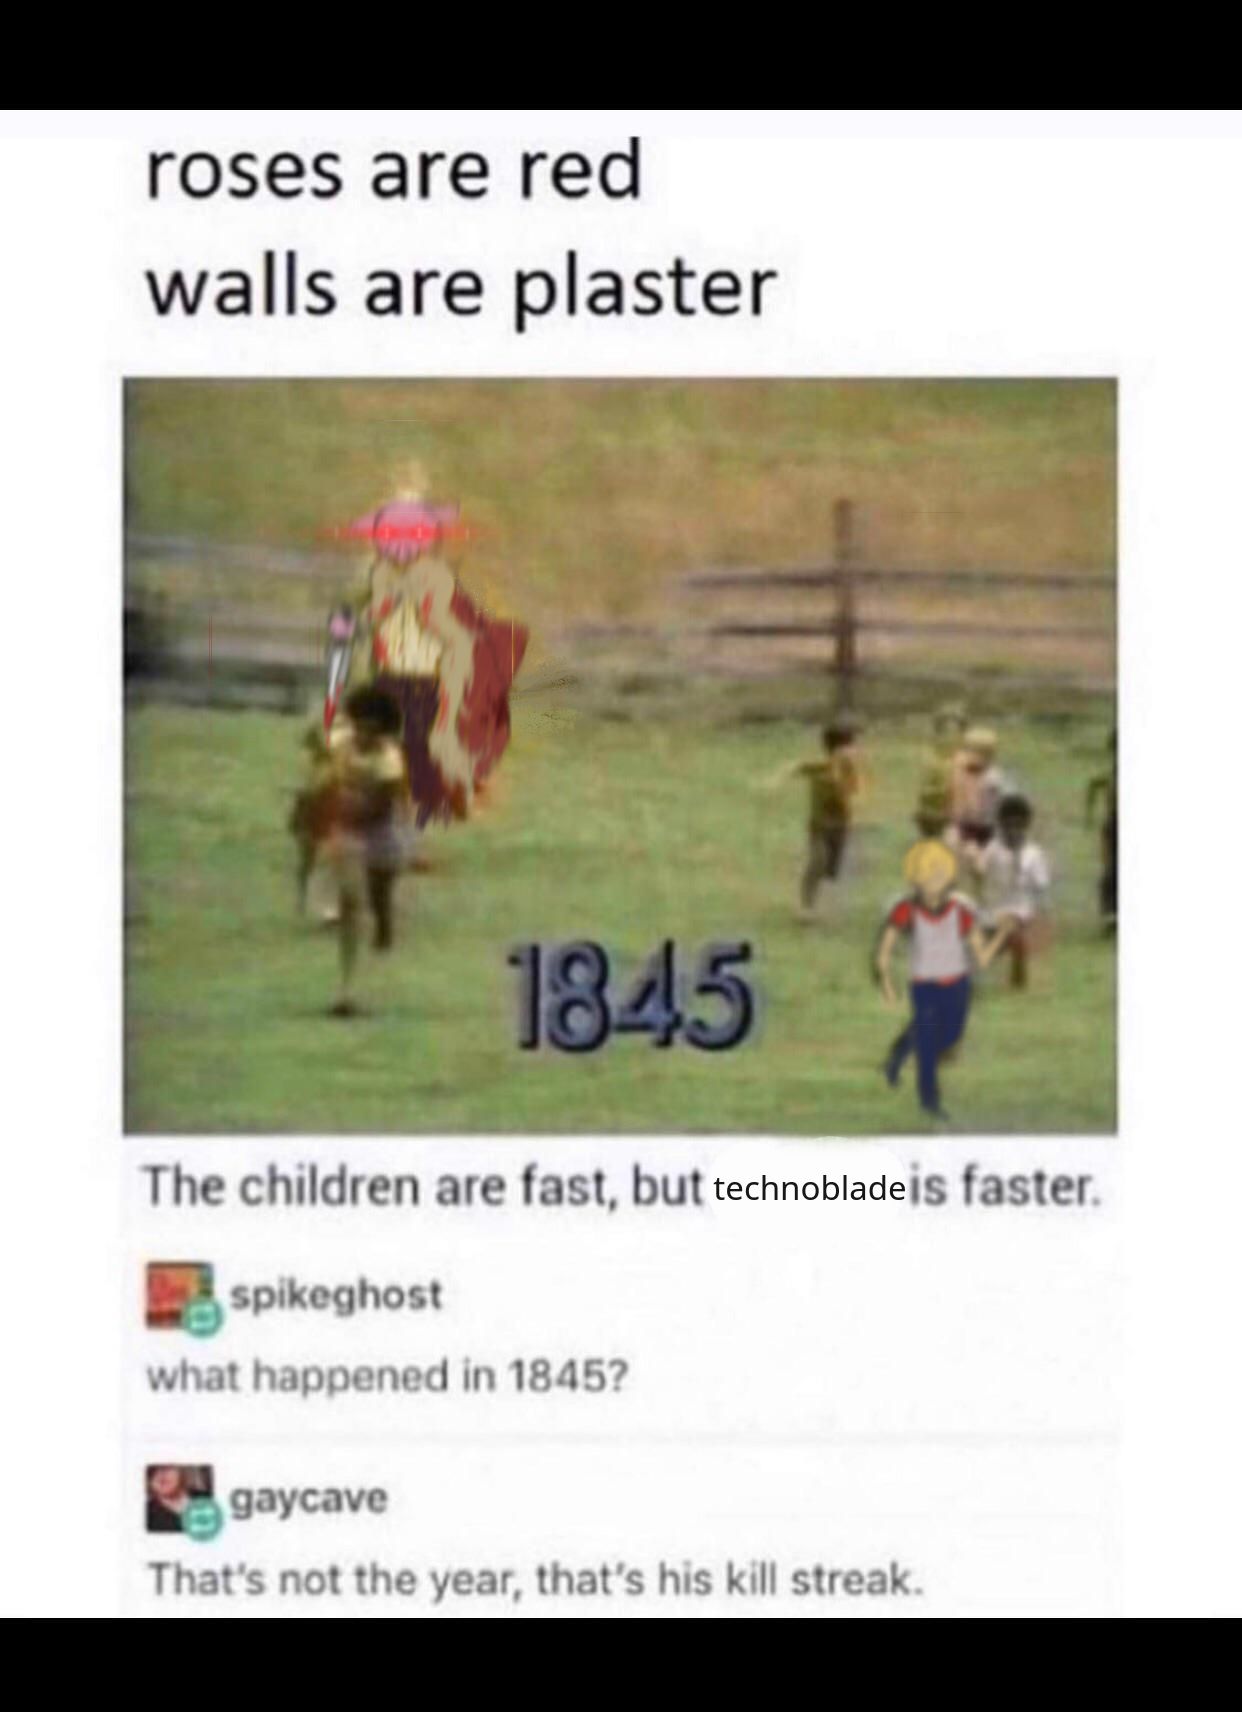 roses are red
walls are plaster
1845
The children are fast, but technoblade is faster.
spikeghost
what happened in 1845?
gaycave
That's not the year, that's his kill streak.